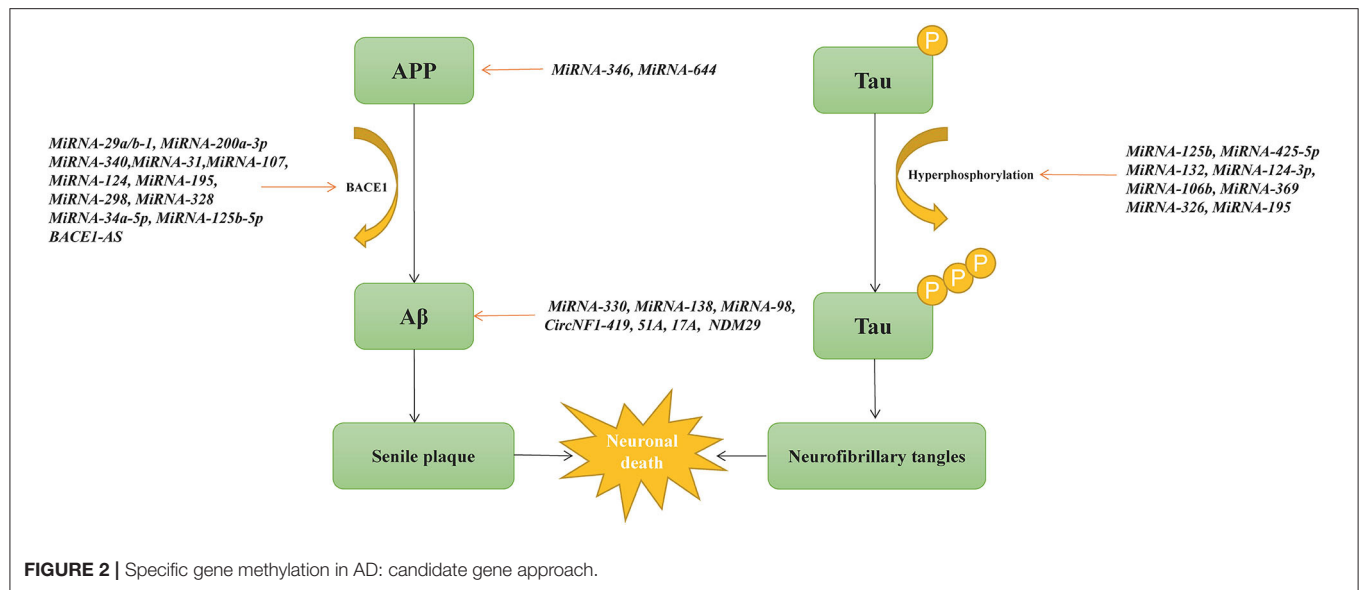 P
APP
MiRNA-346, MiRNA-644
Tau
MiRNA-29a/b-1, MiRNA-200a-3p
MiRNA-340,MiRNA-31,MiRNA-107,
MiRNA-124, MiRNA-195,
MiRNA-298, MiRNA-328
MiRNA-34a-5p, MiRNA-125b-5p
BACE1-AS
BACE1
Hyperphosphorylation
MiRNA-125b, MiRNA-425-5p
MiRNA-132, MiRNA-124-3p,
MiRNA-106b, MiRNA-369
MiRNA-326, MiRNA-195
Aβ
MiRNA-330, MiRNA-138, MiRNA-98,
CircNF1-419, 51A, 17A, NDM29
P P P
Tau
Senile plaque
Neuronal
death
Neurofibrillary tangles
FIGURE 2 | Specific gene methylation in AD: candidate gene approach.